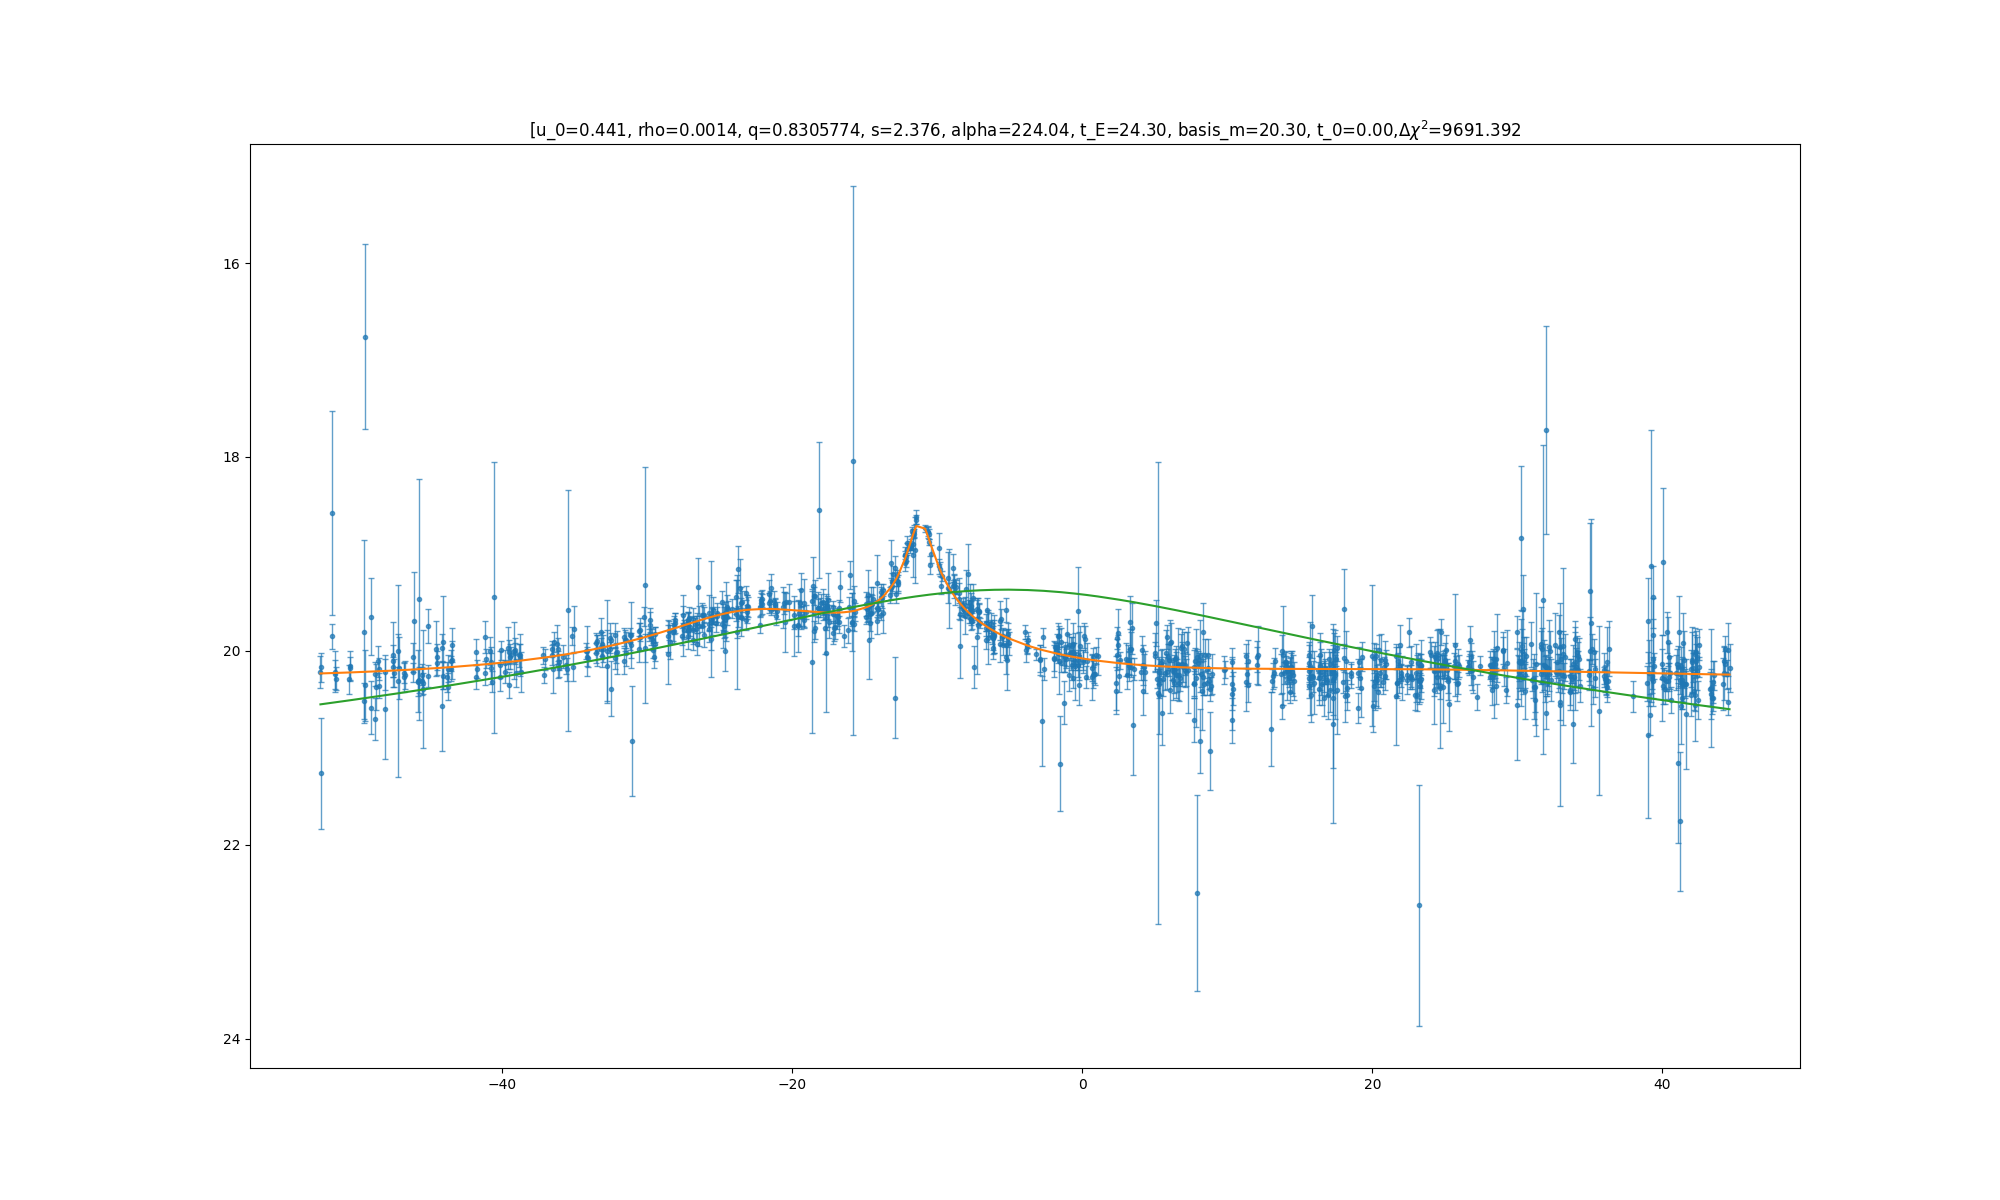 [u_0=0.441, rho=0.0014, q=0.8305774, s=2.376, alpha=224.04, t_E=24.30, basis_m=20.30, t_0=0.00,Δχ²=9691.392
16
18
20
22
24
−40 −20 0 20 40